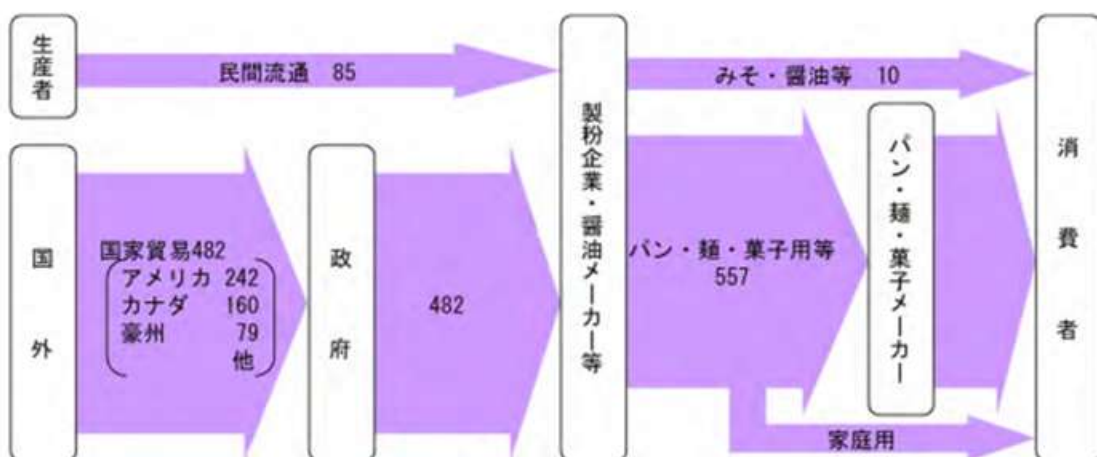 生産者
民間流通 85
製粉企業・醤油メーカー等
みそ・醤油等 10
消費者
国外
国家貿易482
アメリカ 242
カナダ 160
豪州 79
他
政府
482
パン・麺・菓子用等
557
パン・麺・菓子メーカー
家庭用